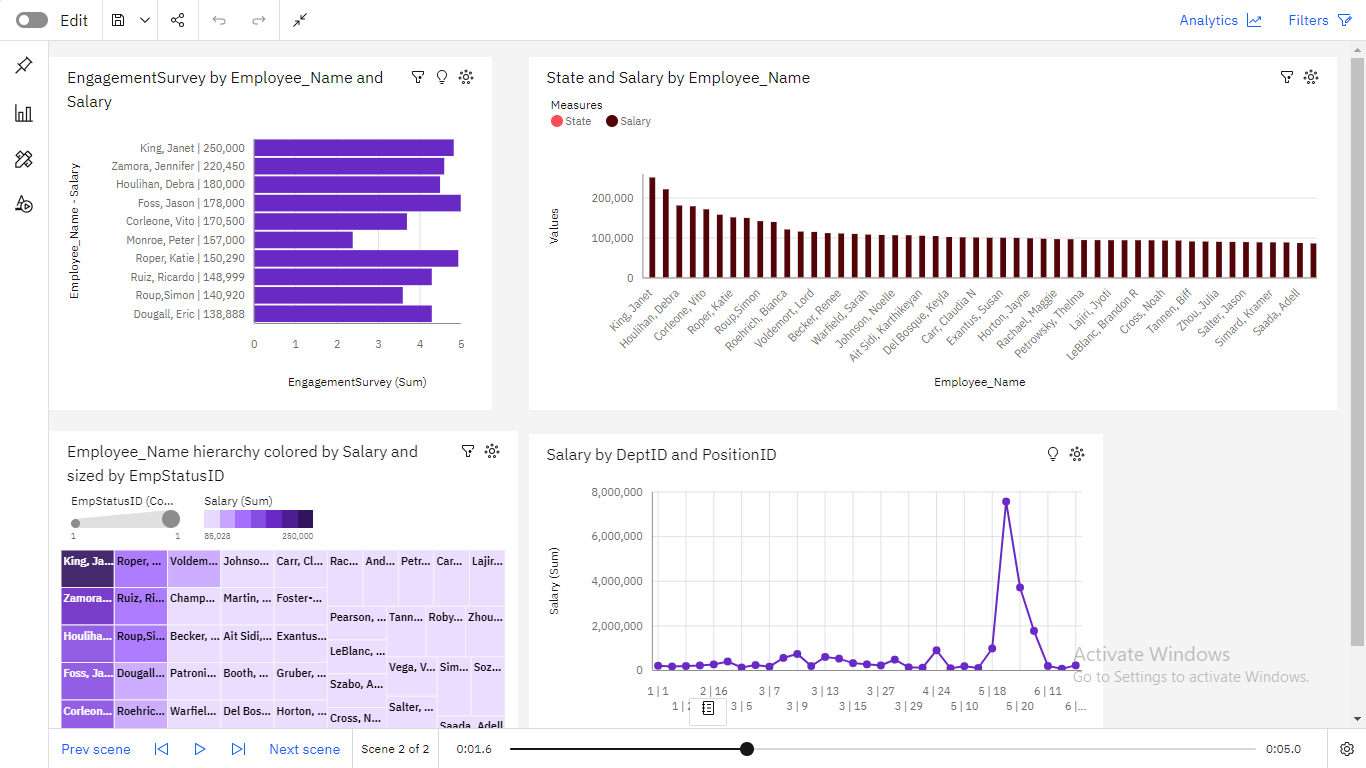 Edit
Analytics
Filters
EngagementSurvey by Employee_Name and
Salary
Employee_Name - Salary
King, Janet | 250,000
Zamora, Jennifer | 220,450
Houlihan, Debra | 180,000
Foss, Jason | 178,000
Corleone, Vito | 170,500
Monroe, Peter | 157,000
Roper, Katie | 150,290
Ruiz, Ricardo | 148,999
Roup,Simon | 140,920
Dougall, Eric | 138,888
0 1 2 3 4 5
EngagementSurvey (Sum)
State and Salary by Employee_Name
Measures
State Salary
Values
200,000
100,000
0
King, Janet
Houlihan, Debra
Corleone, Vito
Roper, Katie
Roup,Simon
Roehrich, Bianca
Voldemort, Lord
Becker, Renee
Warfield, Sarah
Johnson, Noelle
Ait Sidi, Karthikeyan
Del Bosque, Keyla
Carr, Claudia N
Exantus, Susan
Horton, Jayne
Rachael, Maggie
Petrowsky, Thelma
Lajiri, Jyoti
LeBlanc, Brandon R
Cross, Noah
Tannen, Biff
Zhou, Julia
Salter, Jason
Simard, Kramer
Saada, Adell
Employee_Name
Employee_Name hierarchy colored by Salary and
sized by EmpStatusID
EmpStatusID (Co... Salary (Sum)
1 1 85,028 250,000
King, Ja... Roper, ... Voldem... Johnso... Carr, Cl... Rac... And... Petr... Car... Lajir...
Zamora... Ruiz, Ri... Champ... Martin, ... Foster-...
Pearson, ... Tann... Roby... Zhou...
Houliha... Roup,Si... Becker, ... Ait Sidi,... Exantus...
LeBlanc, ...
Foss, Ja... Dougall... Patroni... Booth, ... Gruber, ... Vega, V... Sim... Soz...
Szabo, A...
Corleon... Roehric... Warfiel... Del Bos... Horton, ... Salter, ...
Cross, N... Saada, Adell
Salary by DeptID and PositionID
Salary (Sum)
8,000,000
6,000,000
4,000,000
2,000,000
0
1 | 1 2 | 16 3 | 7 3 | 13 3 | 27 4 | 24 5 | 18 6 | 11
1 | 2 3 | 5 3 | 9 3 | 15 3 | 29 5 | 10 5 | 20 6 |...
Activate Windows
Go to Settings to activate Windows.
Prev scene Next scene Scene 2 of 2 0:01.6 0:05.0